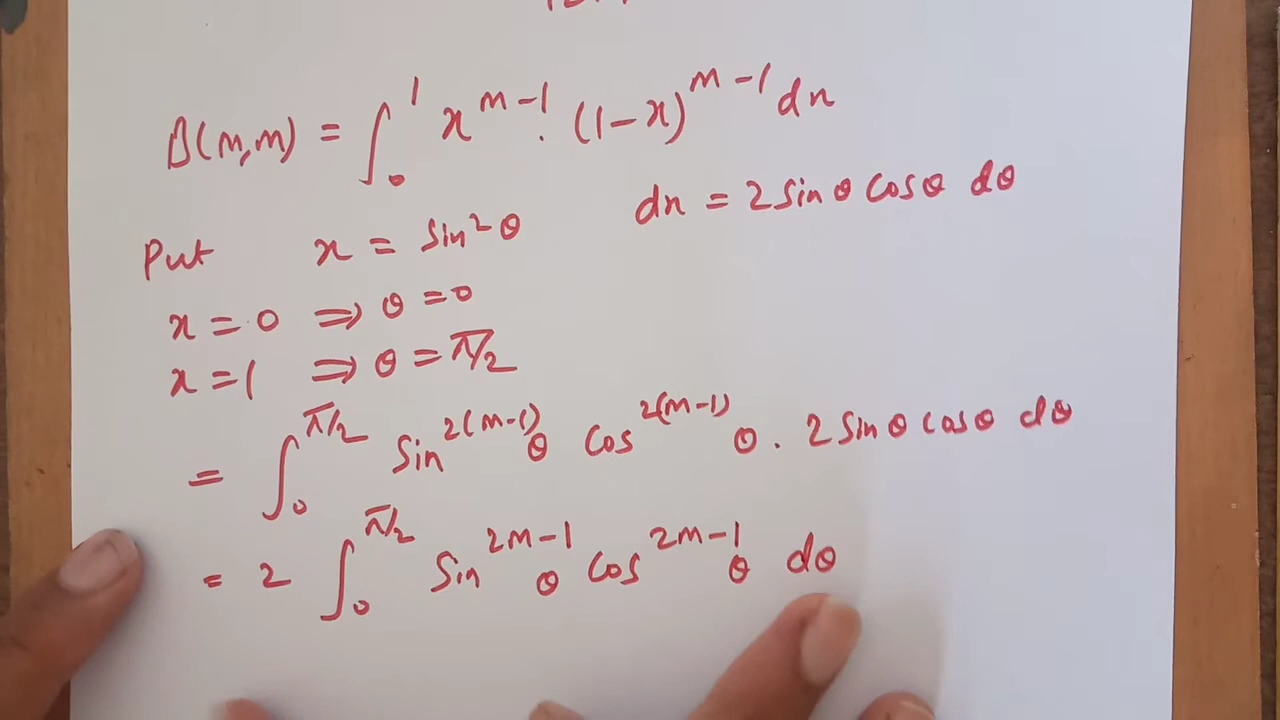 β(m,m) = ∫₀¹ x^{m-1} . (1-x)^{m-1} dx
Put x = Sin²θ dx = 2 Sin θ Cos θ dθ
x = 0 ⇒ θ = 0
x = 1 ⇒ θ = π/2
= ∫₀^{π/2} Sin^{2(m-1)} θ Cos^{2(m-1)} θ . 2 Sin θ Cos θ dθ
= 2 ∫₀^{π/2} Sin^{2m-1} θ Cos^{2m-1} θ dθ